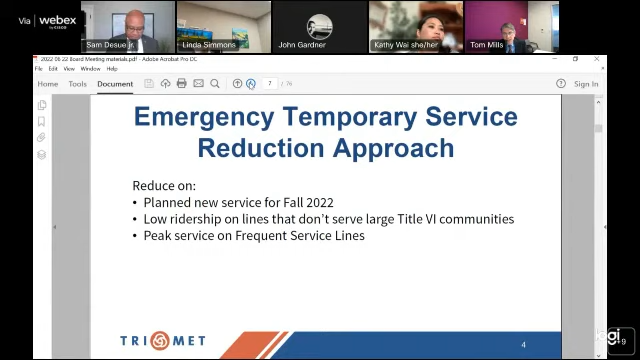 Via webex
BY CISCO
Sam Desue jr.
Linda Simmons
John Gardner
Kathy Wai she/her
Tom Mills
2022 06 22 Board Meeting materials.pdf - Adobe Acrobat Pro DC
File Edit View Window Help
Home Tools Document
7 / 76
Sign In
Emergency Temporary Service
Reduction Approach
Reduce on:
• Planned new service for Fall 2022
• Low ridership on lines that don't serve large Title VI communities
• Peak service on Frequent Service Lines
TRI MET
4